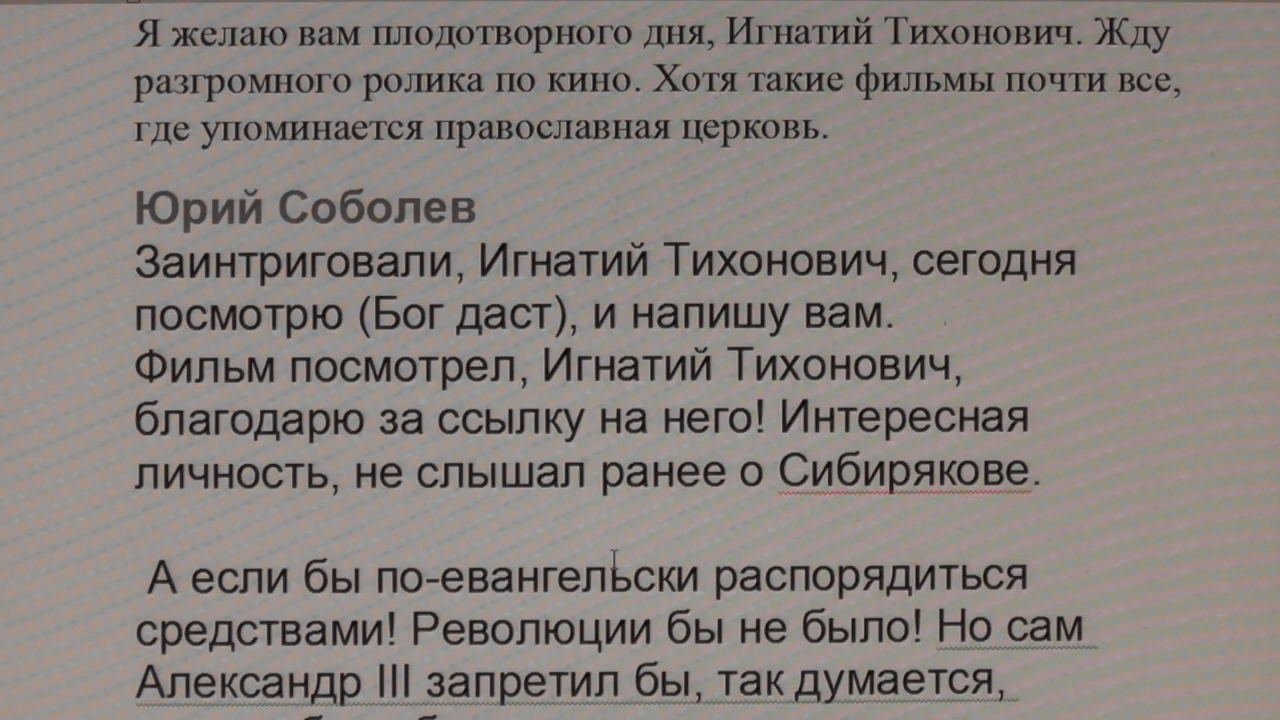 Я желаю вам плодотворного дня, Игнатий Тихонович. Жду
разгромного ролика по кино. Хотя такие фильмы почти все,
где упоминается православная церковь.
Юрий Соболев
Заинтриговали, Игнатий Тихонович, сегодня
посмотрю (Бог даст), и напишу вам.
Фильм посмотрел, Игнатий Тихонович,
благодарю за ссылку на него! Интересная
личность, не слышал ранее о Сибирякове.
А если бы по-евангельски распорядиться
средствами! Революции бы не было! Но сам
Александр III запретил бы, так думается,